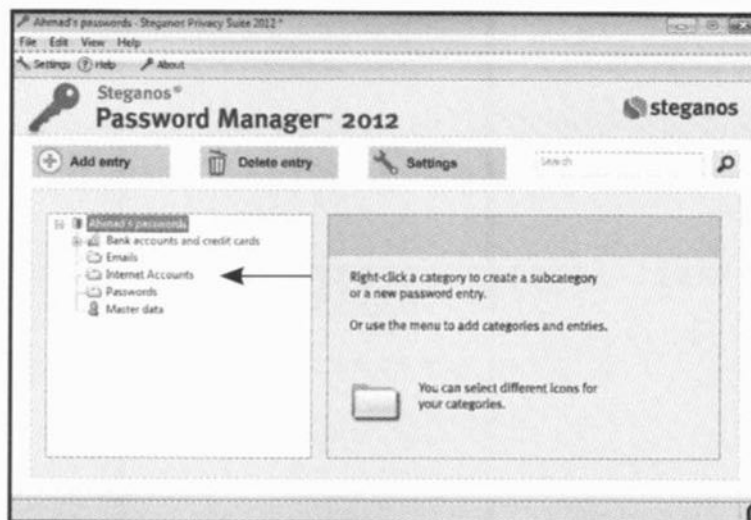 Ahmad's passwords - Steganos Privacy Suite 2012 *
File Edit View Help
Settings Help About
Steganos®
Password Manager™ 2012
steganos
Add entry
Delete entry
Settings
Search
Ahmad's passwords
Bank accounts and credit cards
Emails
Internet Accounts
Passwords
Master data
Right-click a category to create a subcategory
or a new password entry.
Or use the menu to add categories and entries.
You can select different icons for
your categories.